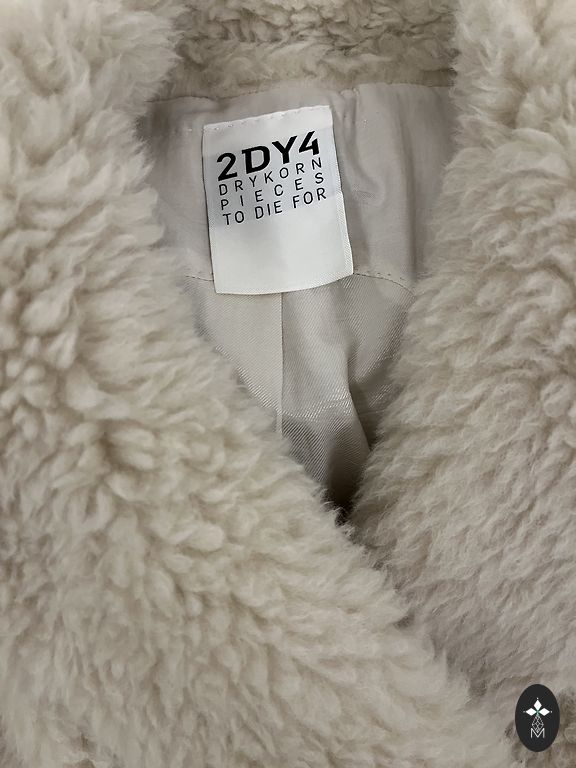 2DY4
DRYKORN
PIECES
TO DIE FOR
M